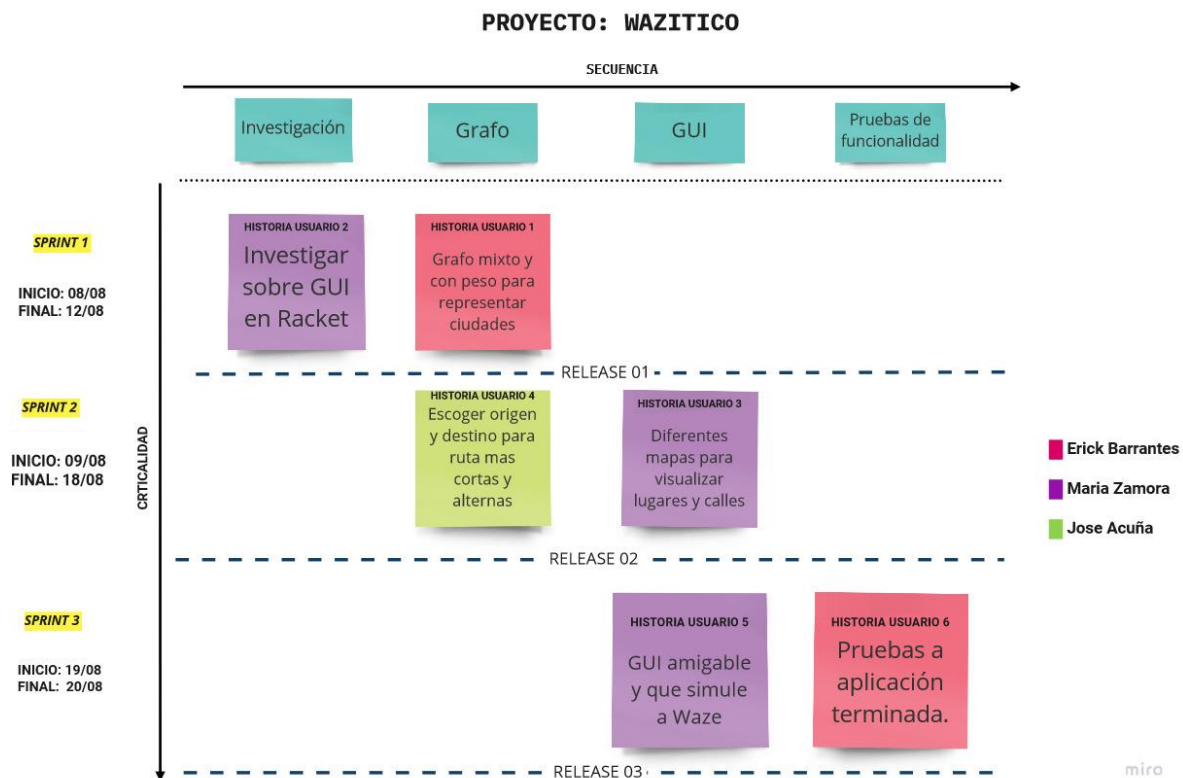 PROYECTO: WAZITICO
SECUENCIA
Investigación
Grafo
GUI
Pruebas de
funcionalidad
SPRINT 1
INICIO: 08/08
FINAL: 12/08
HISTORIA USUARIO 2
Investigar
sobre GUI
en Racket
HISTORIA USUARIO 1
Grafo mixto y
con peso para
representar
ciudades
RELEASE 01
SPRINT 2
INICIO: 09/08
FINAL: 18/08
CRTICALIDAD
HISTORIA USUARIO 4
Escoger origen
y destino para
ruta mas
cortas y
alternas
HISTORIA USUARIO 3
Diferentes
mapas para
visualizar
lugares y calles
Erick Barrantes
Maria Zamora
Jose Acuña
RELEASE 02
SPRINT 3
INICIO: 19/08
FINAL: 20/08
HISTORIA USUARIO 5
GUI amigable
y que simule
a Waze
HISTORIA USUARIO 6
Pruebas a
aplicación
terminada.
RELEASE 03
miro